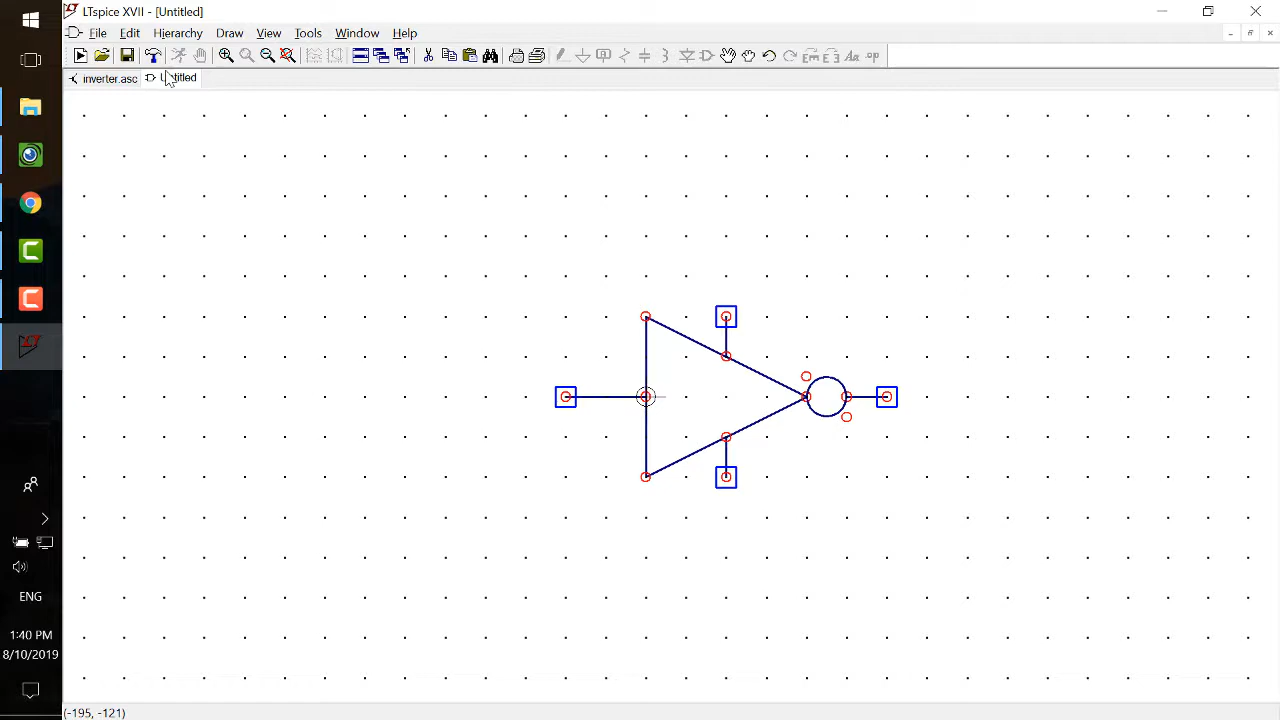 LTspice XVII - [Untitled]
File Edit Hierarchy Draw View Tools Window Help
inverter.asc
ENG
1:40 PM
8/10/2019
(-195, -121)